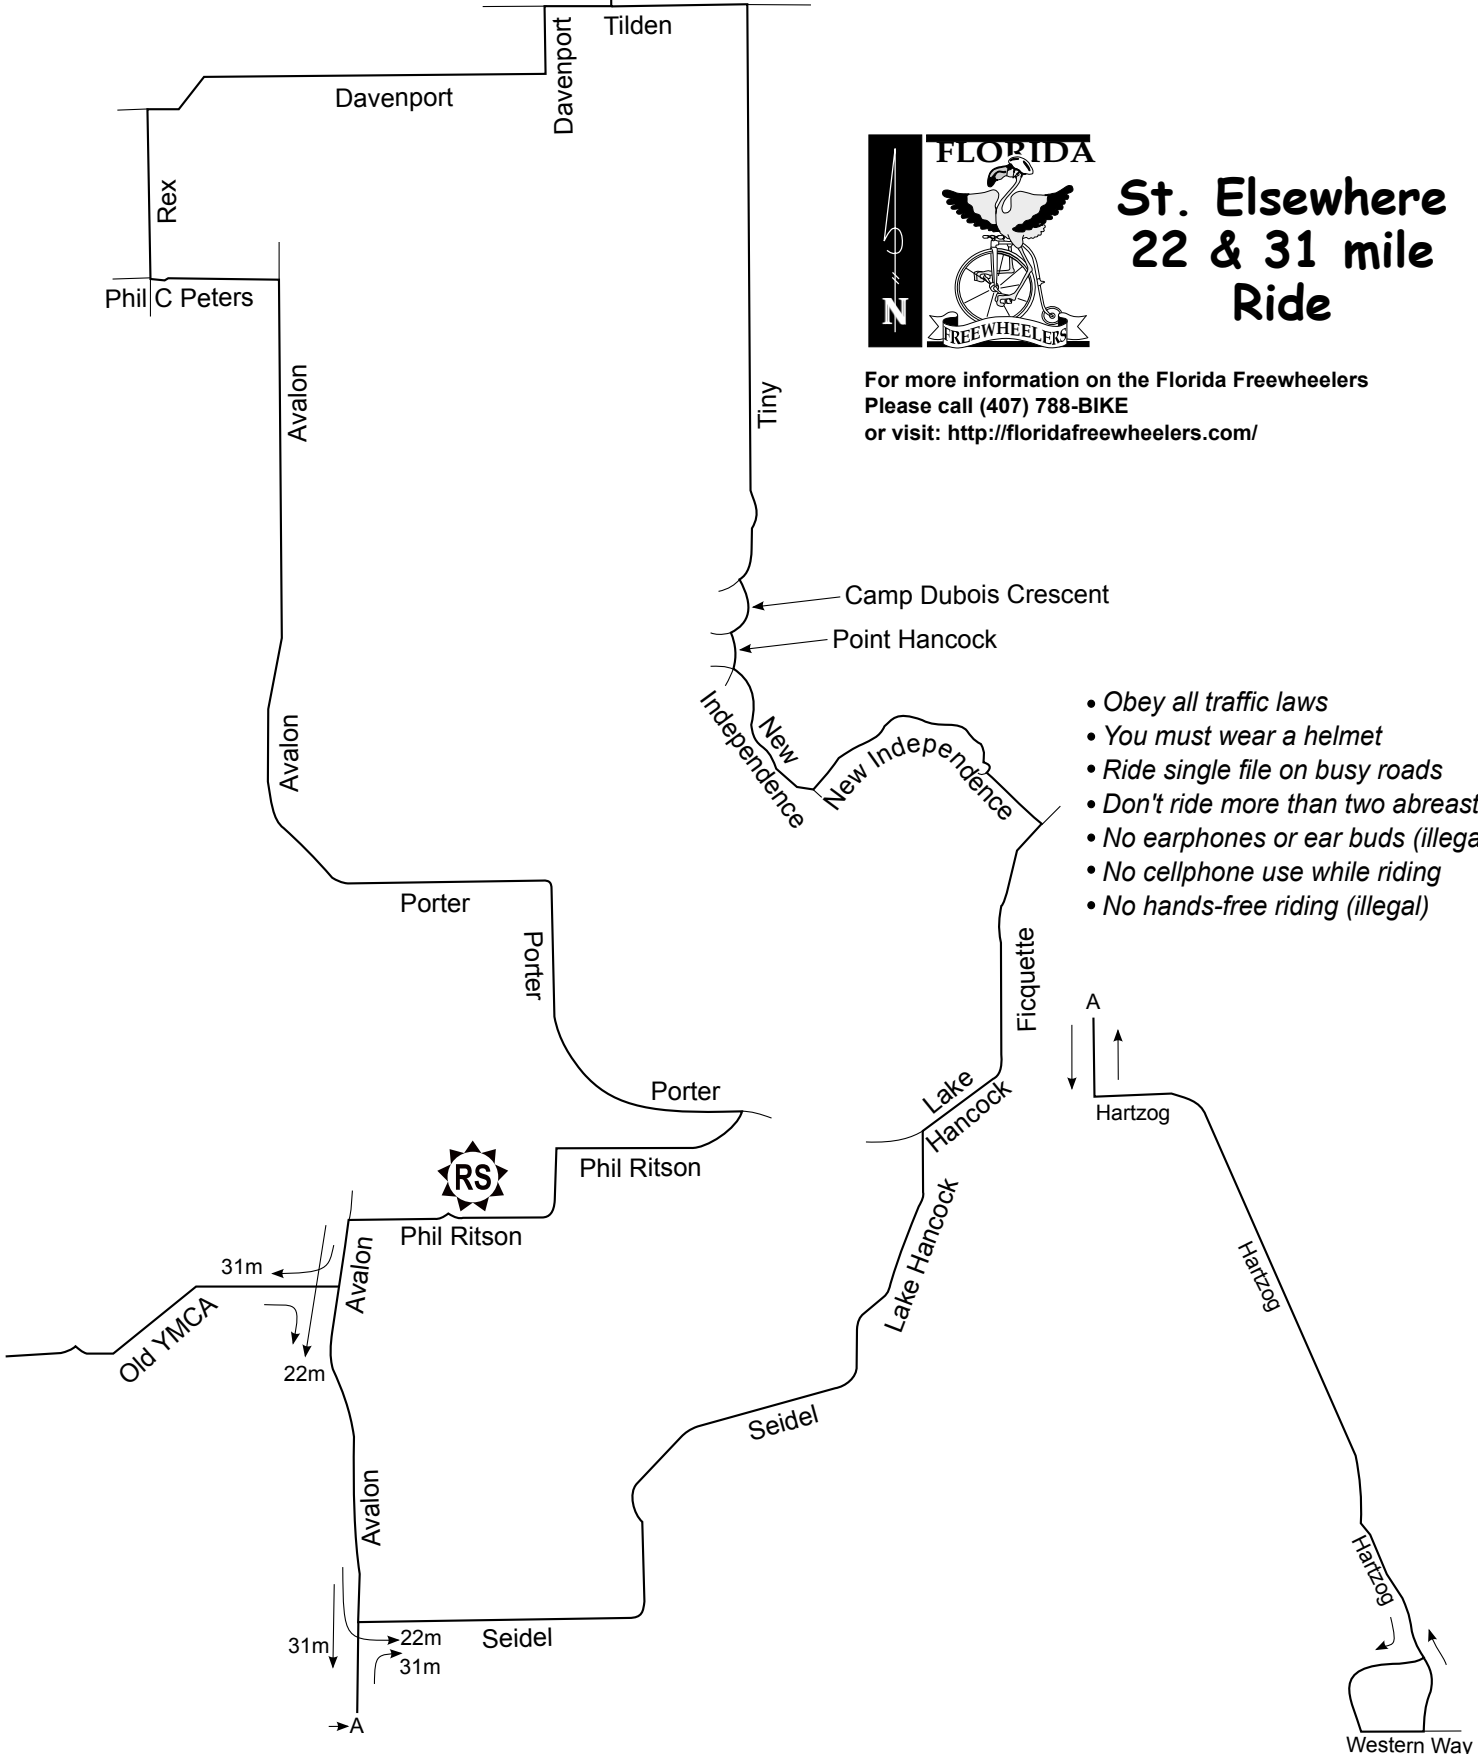 Tilden
Davenport
Davenport
Rex
Phil C Peters
Avalon
Tiny
FLORIDA
FREEWHEELERS
N
St. Elsewhere
22 & 31 mile
Ride
For more information on the Florida Freewheelers
Please call (407) 788-BIKE
or visit: http://floridafreewheelers.com/
Camp Dubois Crescent
Point Hancock
New
Independence
New Independence
Avalon
• Obey all traffic laws
• You must wear a helmet
• Ride single file on busy roads
• Don't ride more than two abreast
• No earphones or ear buds (illega
• No cellphone use while riding
• No hands-free riding (illegal)
Porter
Porter
Ficquette
A
Porter
Lake
Hancock
Hartzog
RS
Phil Ritson
Phil Ritson
Lake Hancock
Avalon
31m
Old YMCA
22m
Hartzog
Seidel
Avalon
Hartzog
31m
22m
31m
Seidel
A
Western Way